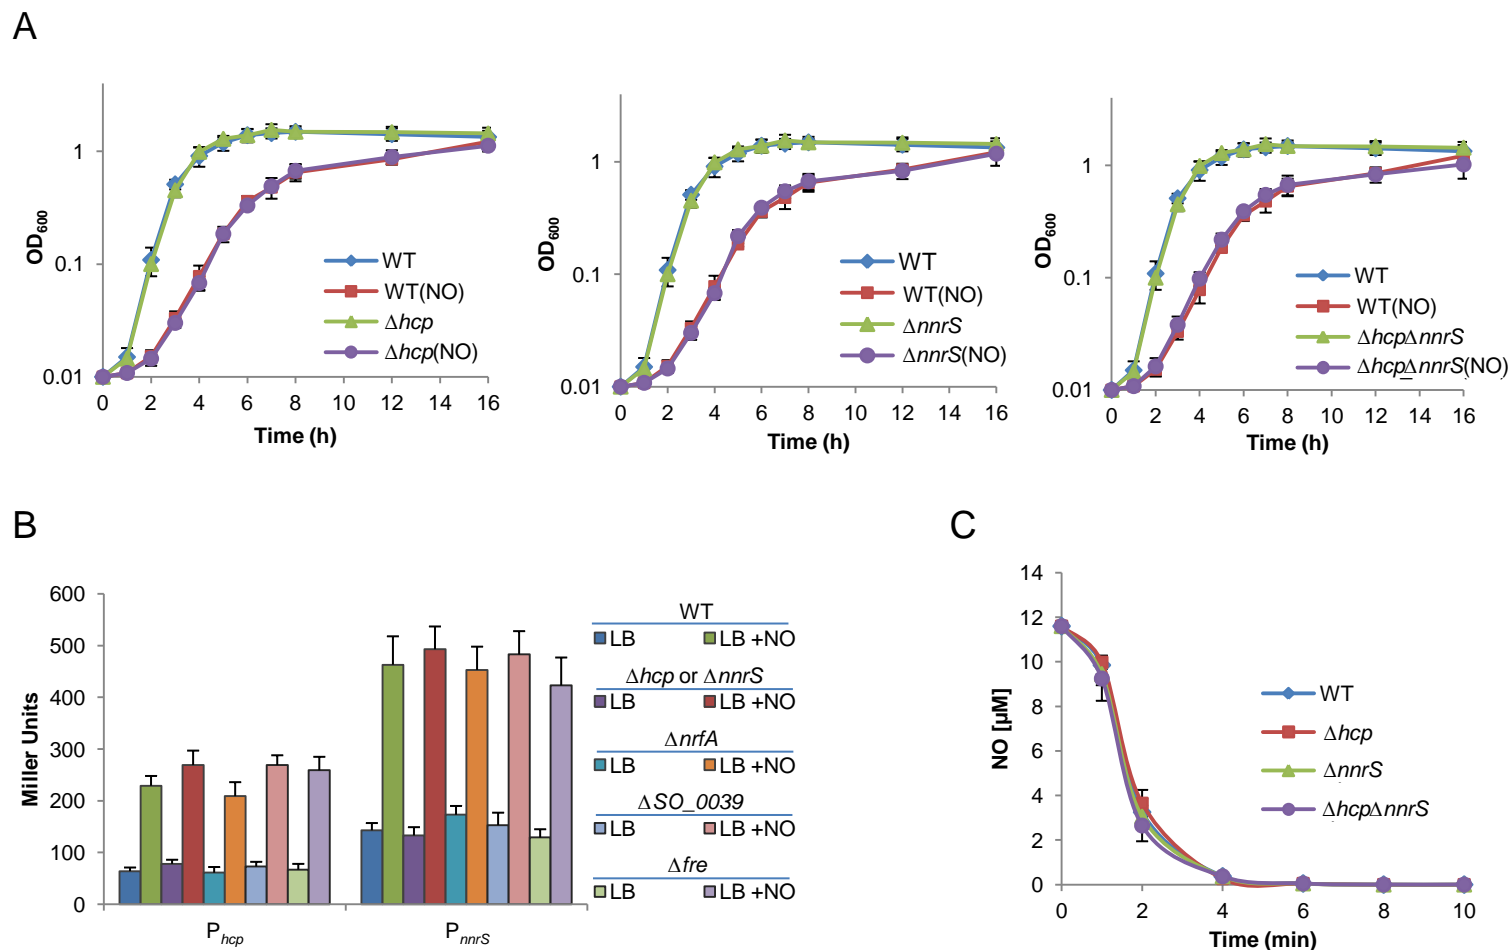 A
1
0.1
0.01
OD600
0 2 4 6 8 10 12 14 16
Time (h)
WT
WT(NO)
Δhcp
Δhcp(NO)
1
0.1
0.01
OD600
0 2 4 6 8 10 12 14 16
Time (h)
WT
WT(NO)
ΔnnrS
ΔnnrS(NO)
1
0.1
0.01
OD600
0 2 4 6 8 10 12 14 16
Time (h)
WT
WT(NO)
ΔhcpΔnnrS
ΔhcpΔnnrS(NO)
B
600
500
400
300
200
100
0
Miller Units
Phcp PnnrS
WT
LB LB +NO
Δhcp or ΔnnrS
LB LB +NO
ΔnrfA
LB LB +NO
ΔSO_0039
LB LB +NO
Δfre
LB LB +NO
C
14
12
10
8
6
4
2
0
NO [µM]
0 2 4 6 8 10
Time (min)
WT
Δhcp
ΔnnrS
ΔhcpΔnnrS